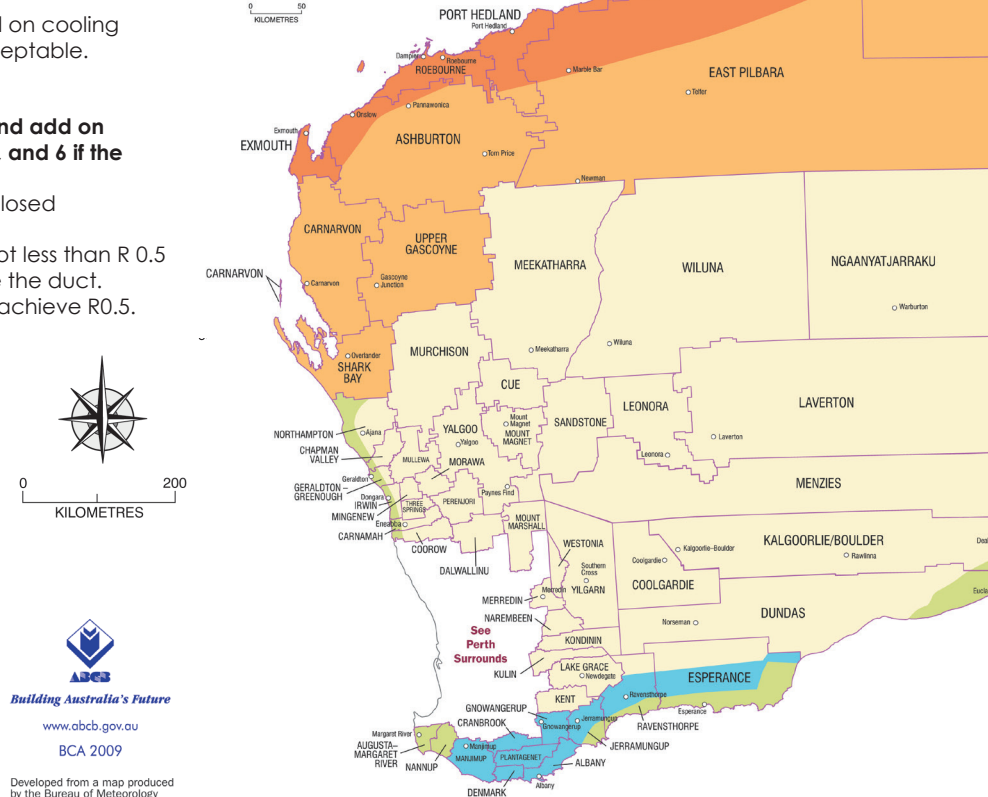 d on cooling
eptable.
nd add on
, and 6 if the
losed
ot less than R 0.5
e the duct.
achieve R0.5.
0 50
KILOMETRES
PORT HEDLAND
Port Hedland
Dampier
Roebourne
ROEBOURNE
Marble Bar
EAST PILBARA
Telfer
Pannawonica
Onslow
Exmouth
EXMOUTH
ASHBURTON
Tom Price
Newman
CARNARVON
UPPER
GASCOYNE
MEEKATHARRA
WILUNA
NGAANYATJARRAKU
CARNARVON
Carnarvon
Gascoyne
Junction
Warburton
Overlander
SHARK
BAY
MURCHISON
Meekatharra
Wiluna
CUE
SANDSTONE
LEONORA
LAVERTON
Laverton
Leonora
NORTHAMPTON
Ajana
YALGOO
Yalgoo
Mount
Magnet
MOUNT
MAGNET
CHAPMAN
VALLEY
MULLEWA
MORAWA
MENZIES
Geraldton
GERALDTON –
GREENOUGH
Dongara
IRWIN
MINGENEW
THREE
SPRINGS
PERENJORI
Paynes Find
Eneabba
CARNAMAH
COOROW
DALWALLINU
MOUNT
MARSHALL
WESTONIA
KALGOORLIE/BOULDER
Kalgoorlie–Boulder
Rawlinna
Coolgardie
COOLGARDIE
Southern
Cross
YILGARN
Merredin
MERREDIN
NAREMBEEN
DUNDAS
Norseman
Dea
Eucla
0 200
KILOMETRES
See
Perth
Surrounds
KONDININ
KULIN
LAKE GRACE
Newdegate
KENT
ESPERANCE
Esperance
Ravensthorpe
RAVENSTHORPE
GNOWANGERUP
Gnowangerup
CRANBROOK
Jerramungup
JERRAMUNGUP
Margaret River
AUGUSTA–
MARGARET
RIVER
NANNUP
Manjimup
MANJIMUP
PLANTAGENET
ALBANY
Albany
DENMARK
ABCB
Building Australia's Future
www.abcb.gov.au
BCA 2009
Developed from a map produced
by the Bureau of Meteorology